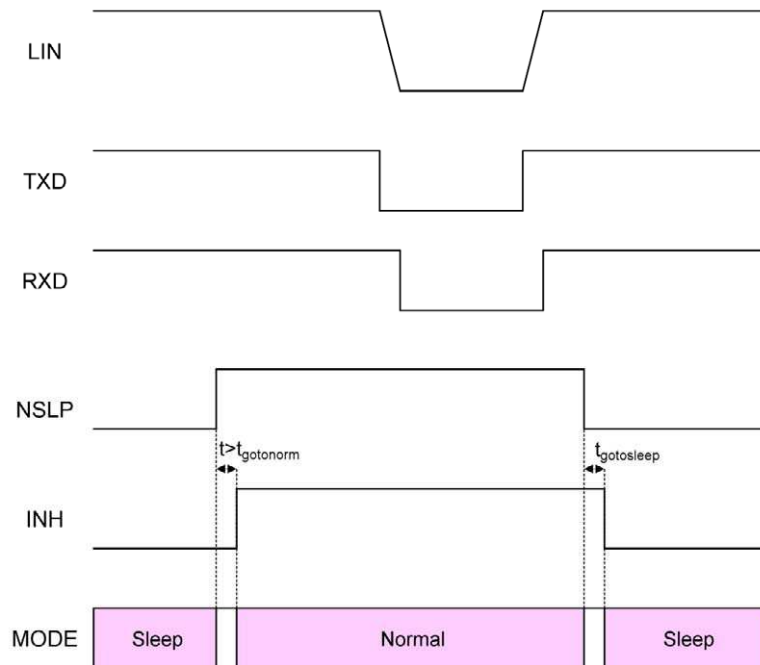 LIN
TXD
RXD
NSLP
t>tgotonorm
tgotosleep
INH
MODE
Sleep
Normal
Sleep